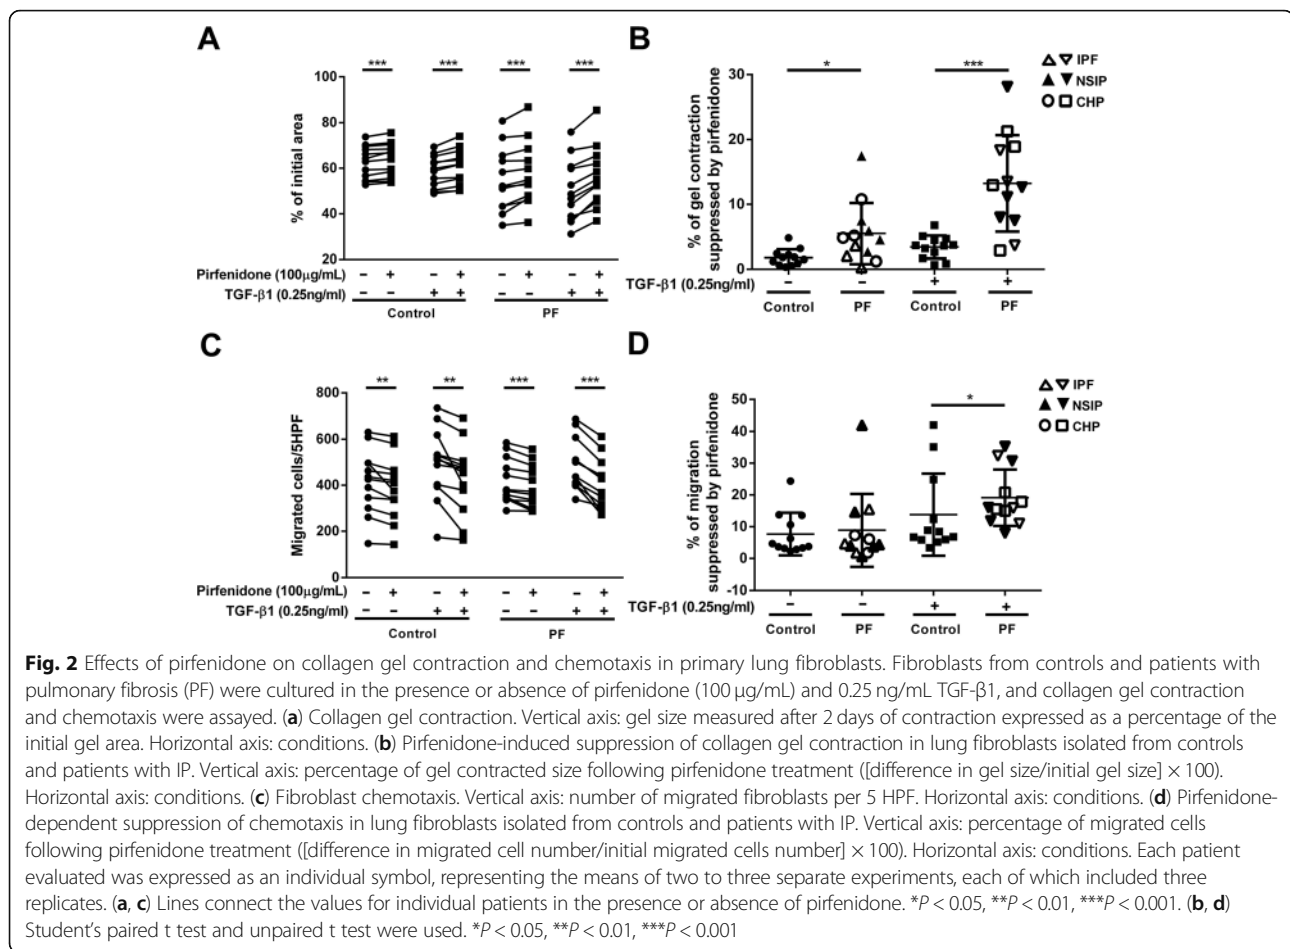 A
*** *** *** ***
100
80
60
40
20
% of initial area
Pirfenidone (100μg/mL) – + – + – + – +
TGF-β1 (0.25ng/ml) – – + + – – + +
Control PF
B
* ***
△ ▽ IPF
▲ ▼ NSIP
○ □ CHP
30
20
10
0
% of gel contraction
suppressed by pirfenidone
TGF-β1 (0.25ng/ml) – – + +
Control PF Control PF
C
** ** *** ***
800
600
400
200
0
Migrated cells/5HPF
Pirfenidone (100μg/mL) – + – + – + – +
TGF-β1 (0.25ng/ml) – – + + – – + +
Control PF
D
*
△ ▽ IPF
▲ ▼ NSIP
○ □ CHP
50
40
30
20
10
0
-10
% of migration
suppressed by pirfenidone
TGF-β1 (0.25ng/ml) – – + +
Control PF Control PF
Fig. 2 Effects of pirfenidone on collagen gel contraction and chemotaxis in primary lung fibroblasts. Fibroblasts from controls and patients with
pulmonary fibrosis (PF) were cultured in the presence or absence of pirfenidone (100 μg/mL) and 0.25 ng/mL TGF-β1, and collagen gel contraction
and chemotaxis were assayed. (a) Collagen gel contraction. Vertical axis: gel size measured after 2 days of contraction expressed as a percentage of the
initial gel area. Horizontal axis: conditions. (b) Pirfenidone-induced suppression of collagen gel contraction in lung fibroblasts isolated from controls
and patients with IP. Vertical axis: percentage of gel contracted size following pirfenidone treatment ([difference in gel size/initial gel size] × 100).
Horizontal axis: conditions. (c) Fibroblast chemotaxis. Vertical axis: number of migrated fibroblasts per 5 HPF. Horizontal axis: conditions. (d) Pirfenidone-
dependent suppression of chemotaxis in lung fibroblasts isolated from controls and patients with IP. Vertical axis: percentage of migrated cells
following pirfenidone treatment ([difference in migrated cell number/initial migrated cells number] × 100). Horizontal axis: conditions. Each patient
evaluated was expressed as an individual symbol, representing the means of two to three separate experiments, each of which included three
replicates. (a, c) Lines connect the values for individual patients in the presence or absence of pirfenidone. *P < 0.05, **P < 0.01, ***P < 0.001. (b, d)
Student's paired t test and unpaired t test were used. *P < 0.05, **P < 0.01, ***P < 0.001